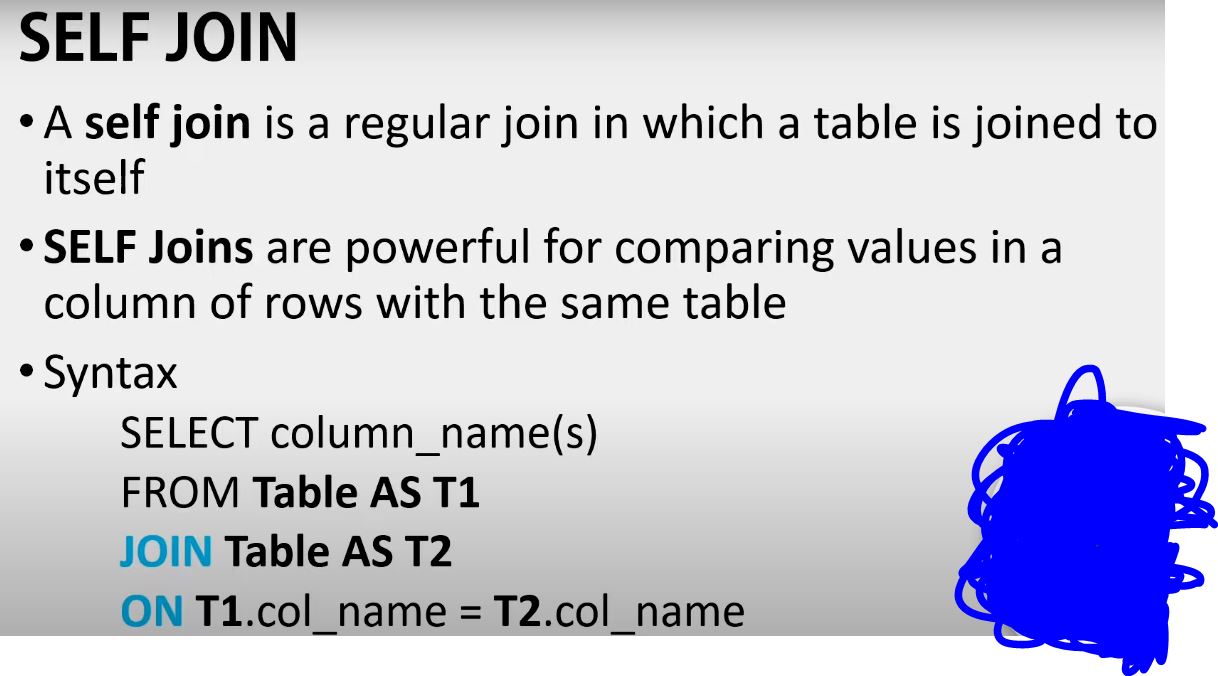 SELF JOIN
• A self join is a regular join in which a table is joined to
itself
• SELF Joins are powerful for comparing values in a
column of rows with the same table
• Syntax
SELECT column_name(s)
FROM Table AS T1
JOIN Table AS T2
ON T1.col_name = T2.col_name